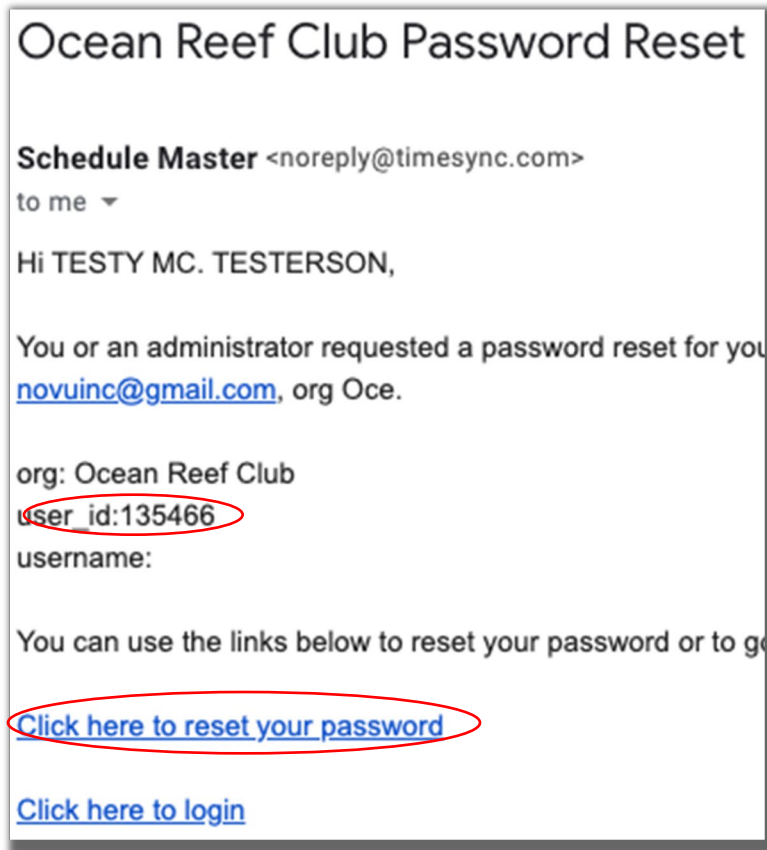 Ocean Reef Club Password Reset
Schedule Master <noreply@timesync.com>
to me
Hi TESTY MC. TESTERSON,
You or an administrator requested a password reset for
novuinc@gmail.com, org Oce.
org: Ocean Reef Club
user_id:135466
username:
You can use the links below to reset your password or to
Click here to reset your password
Click here to login